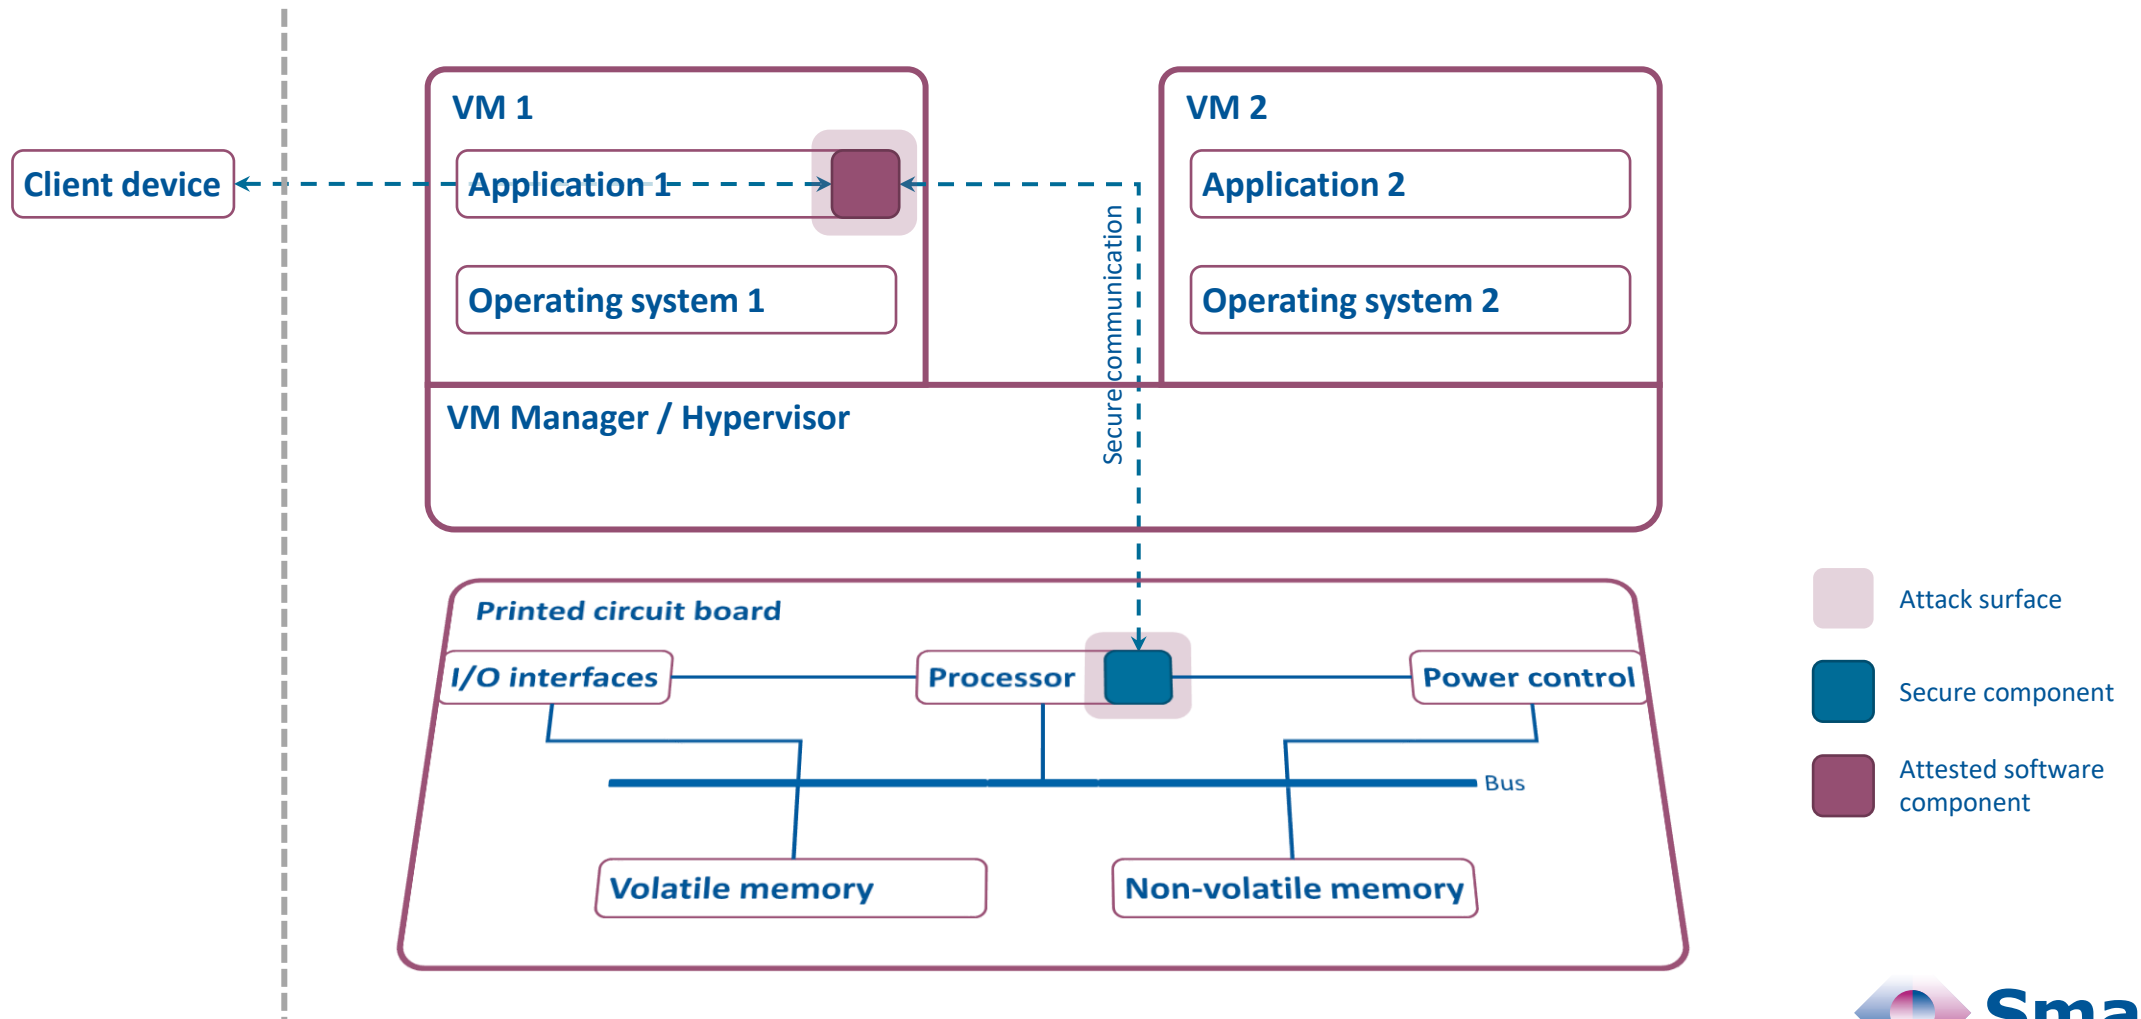 VM 1
VM 2
Client device
Application 1
Application 2
Secure communication
Operating system 1
Operating system 2
VM Manager / Hypervisor
Printed circuit board
I/O interfaces
Processor
Power control
Bus
Volatile memory
Non-volatile memory
Attack surface
Secure component
Attested software
component
Sma